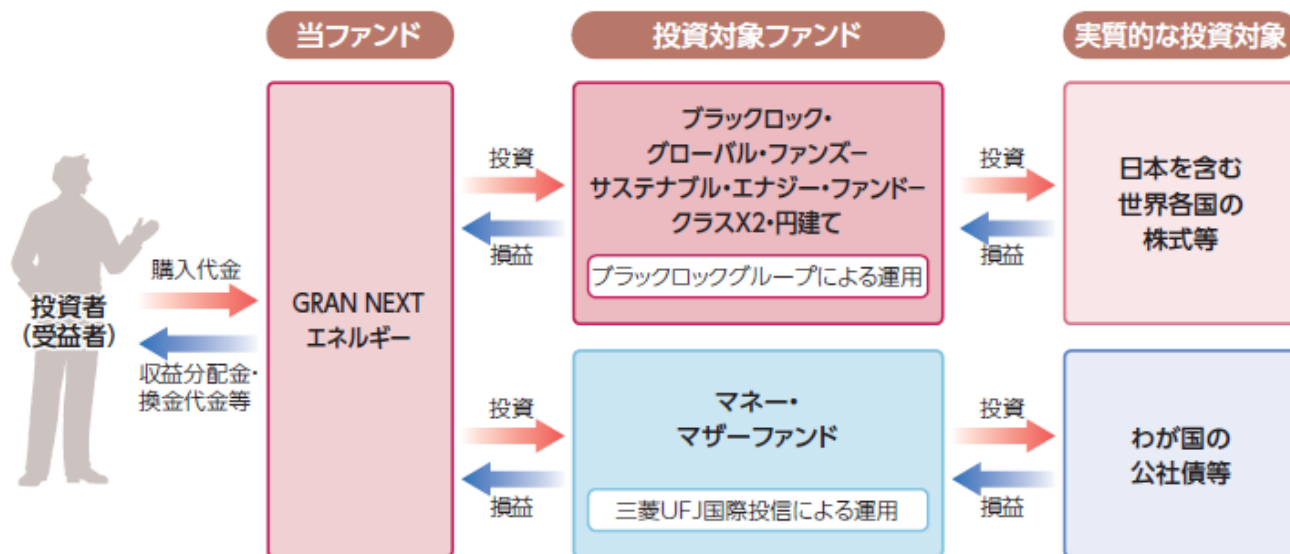 当ファンド
投資対象ファンド
実質的な投資対象
投資者
(受益者)
購入代金
収益分配金・
換金代金等
GRAN NEXT
エネルギー
投資
損益
ブラックロック・
グローバル・ファンズー
サステナブル・エナジー・ファンドー
クラスX2・円建て
ブラックロックグループによる運用
投資
損益
日本を含む
世界各国の
株式等
投資
損益
マネー・
マザーファンド
三菱UFJ国際投信による運用
投資
損益
わが国の
公社債等